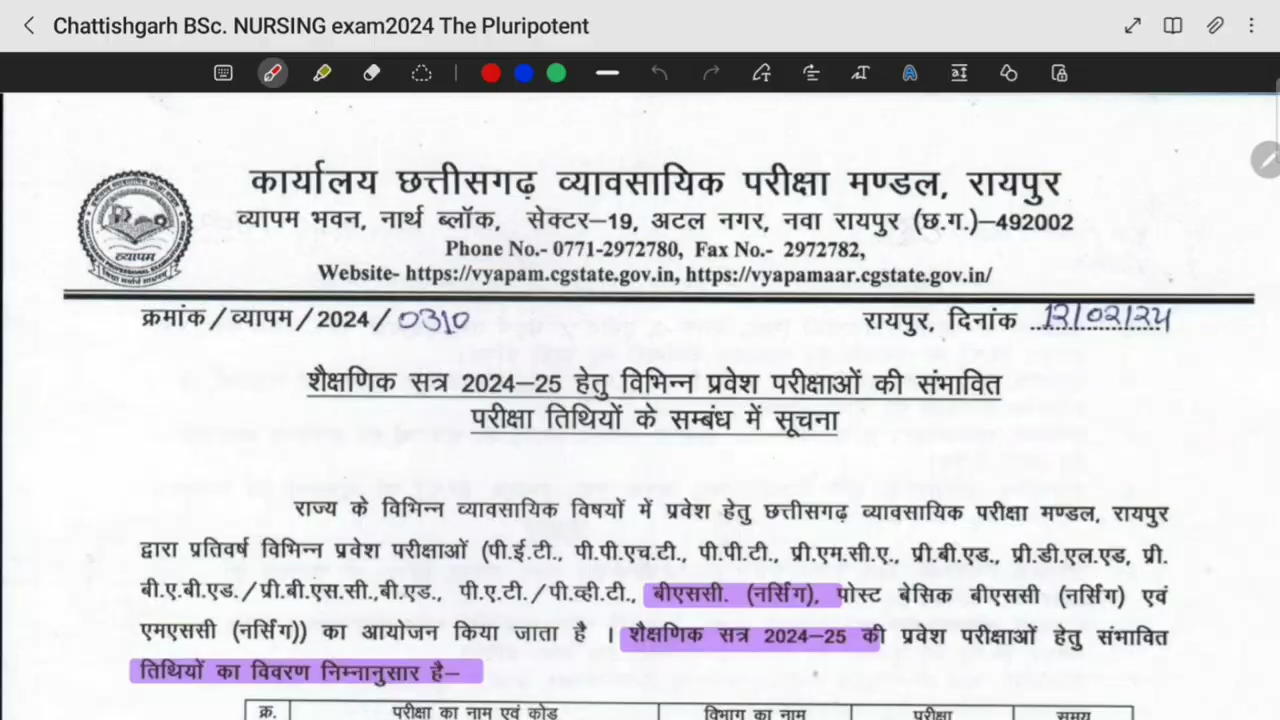 Chattishgarh BSc. NURSING exam2024 The Pluripotent
कार्यालय छत्तीसगढ़ व्यावसायिक परीक्षा मण्डल, रायपुर
व्यापम भवन, नार्थ ब्लॉक, सेक्टर–19, अटल नगर, नवा रायपुर (छ.ग.)–492002
Phone No.- 0771-2972780, Fax No.- 2972782,
Website- https://vyapam.cgstate.gov.in, https://vyapamaar.cgstate.gov.in/
व्यापम
क्रमांक/व्यापम/2024/0310 रायपुर, दिनांक 12/02/24
शैक्षणिक सत्र 2024–25 हेतु विभिन्न प्रवेश परीक्षाओं की संभावित
परीक्षा तिथियों के सम्बंध में सूचना
राज्य के विभिन्न व्यावसायिक विषयों में प्रवेश हेतु छत्तीसगढ़ व्यावसायिक परीक्षा मण्डल, रायपुर
द्वारा प्रतिवर्ष विभिन्न प्रवेश परीक्षाओं (पी.ई.टी., पी.पी.एच.टी., पी.पी.टी., प्री.एम.सी.ए., प्री.बी.एड., प्री.डी.एल.एड, प्री.
बी.ए.बी.एड./प्री.बी.एस.सी.,बी.एड., पी.ए.टी./पी.व्ही.टी., बीएससी. (नर्सिंग), पोस्ट बेसिक बीएससी (नर्सिंग) एवं
एमएससी (नर्सिंग)) का आयोजन किया जाता है । शैक्षणिक सत्र 2024–25 की प्रवेश परीक्षाओं हेतु संभावित
तिथियों का विवरण निम्नानुसार है–
क्र. परीक्षा का नाम एवं कोड विभाग का नाम परीक्षा समय